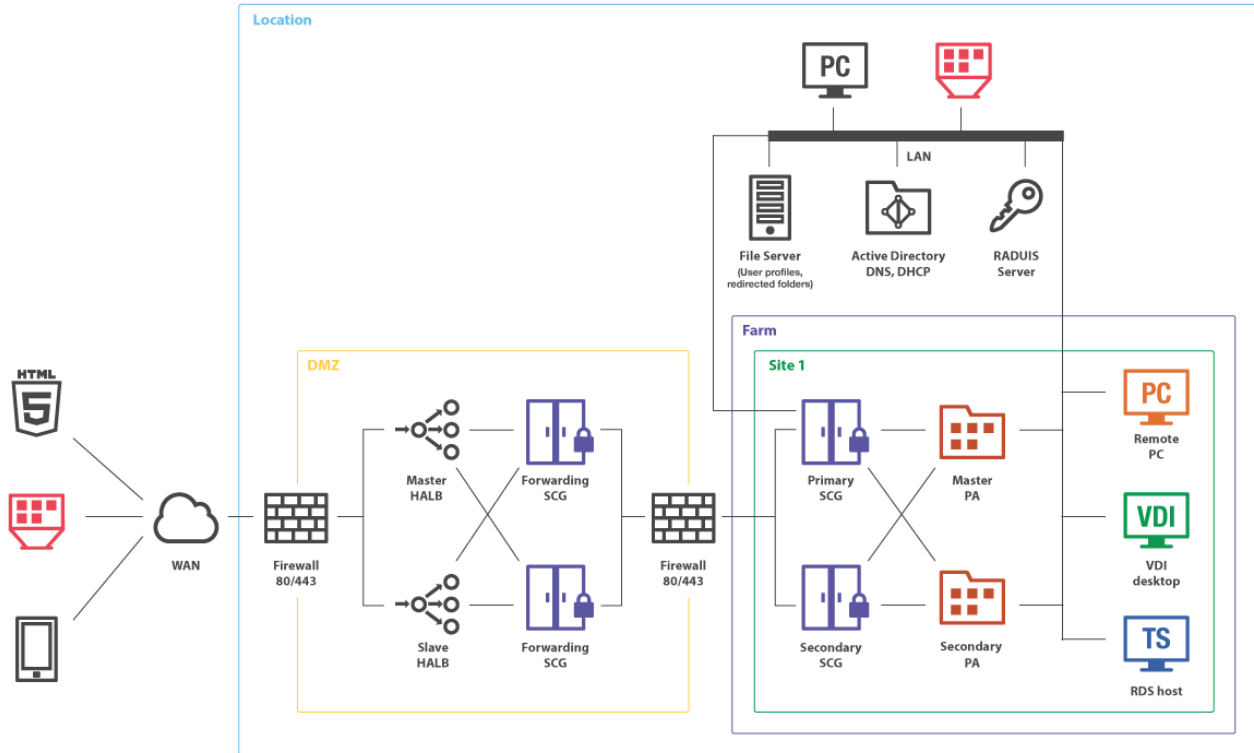 Location
PC
LAN
File Server
(User profiles,
redirected folders)
Active Directory
DNS, DHCP
RADUIS
Server
Farm
DMZ
Site 1
HTML
5
WAN
Firewall
80/443
Master
HALB
Forwarding
SCG
Slave
HALB
Forwarding
SCG
Firewall
80/443
Primary
SCG
Master
PA
Secondary
SCG
Secondary
PA
PC
Remote
PC
VDI
VDI
desktop
TS
RDS host